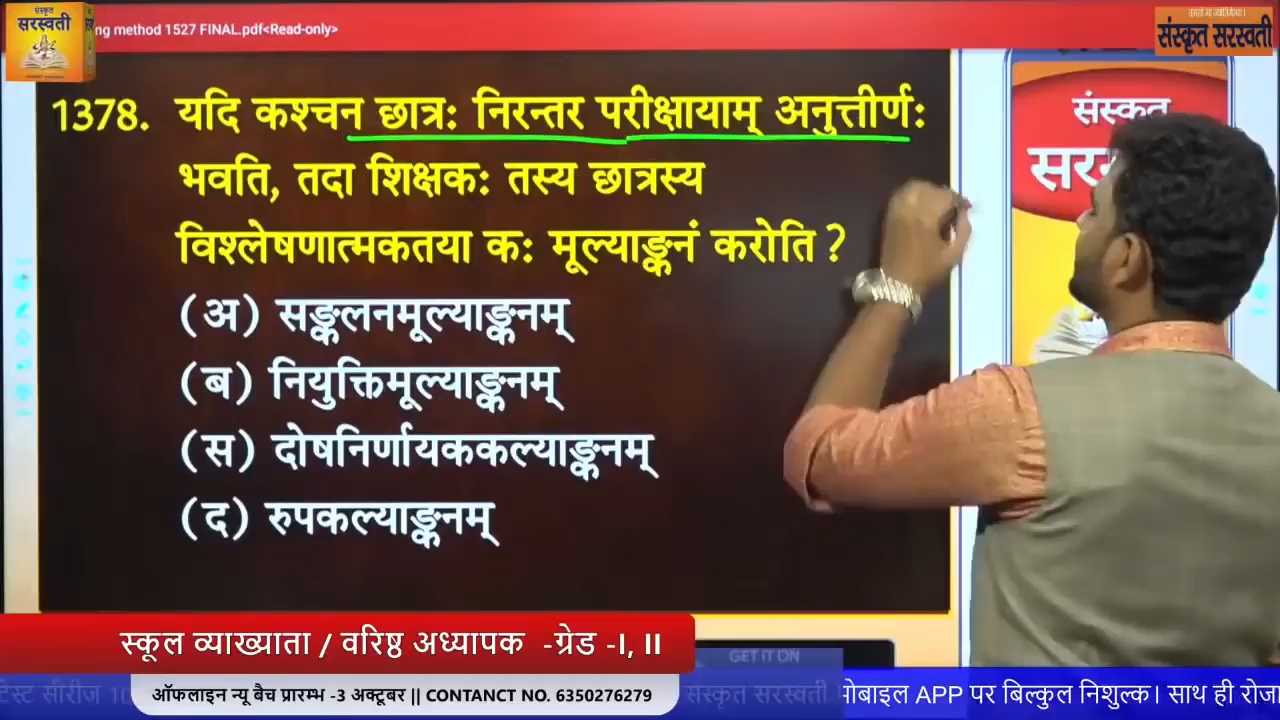 संस्कृत
सरस्वती
ng method 1527 FINAL.pdf<Read-only>
संस्कृत सरस्वती
1378. यदि कश्चन छात्र: निरन्तर परीक्षायाम् अनुत्तीर्ण:
भवति, तदा शिक्षक: तस्य छात्रस्य
विश्लेषणात्मकतया क: मूल्याङ्कनं करोति ?
(अ) सङ्कलनमूल्याङ्कनम्
(ब) नियुक्तिमूल्याङ्कनम्
(स) दोषनिर्णायककल्याङ्कनम्
(द) रुपकल्याङ्कनम्
संस्कृत
सर
स्कूल व्याख्याता / वरिष्ठ अध्यापक -ग्रेड -I, II
GET IT ON
टेस्ट सीरीज
ऑफलाइन न्यू बैच प्रारम्भ -3 अक्टूबर || CONTANCT NO. 6350276279
संस्कृत सरस्वती
मोबाइल APP पर बिल्कुल निशुल्क। साथ ही रोजा